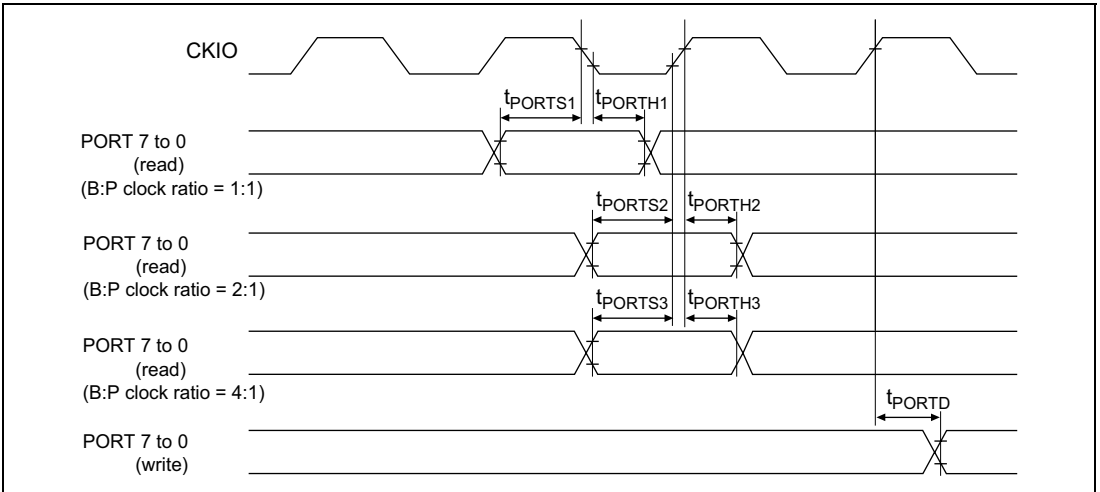 CKIO
tPORTS1 tPORTH1
PORT 7 to 0
(read)
(B:P clock ratio = 1:1)
tPORTS2 tPORTH2
PORT 7 to 0
(read)
(B:P clock ratio = 2:1)
tPORTS3 tPORTH3
PORT 7 to 0
(read)
(B:P clock ratio = 4:1)
tPORTD
PORT 7 to 0
(write)